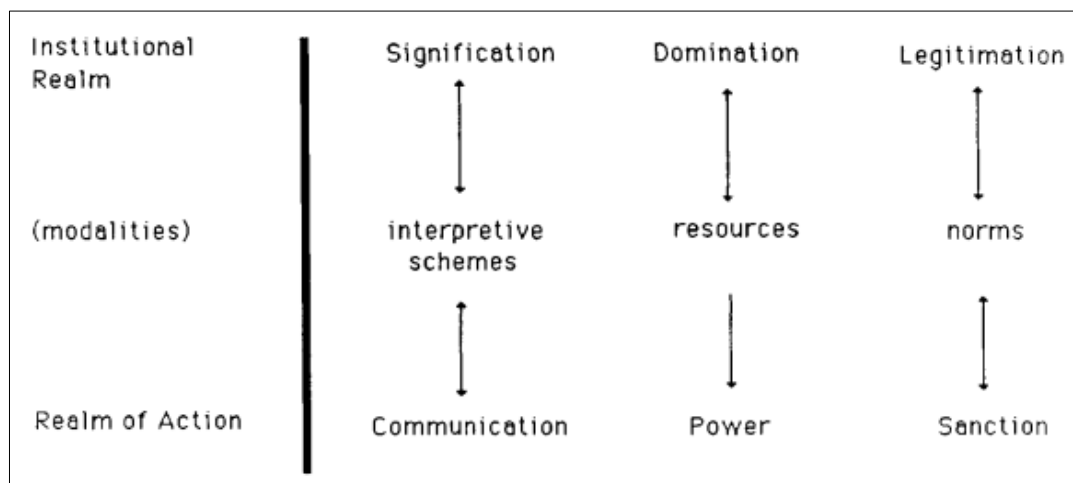 Institutional
Realm
Signification
Domination
Legitimation
(modalities)
interpretive
schemes
resources
norms
Realm of Action
Communication
Power
Sanction